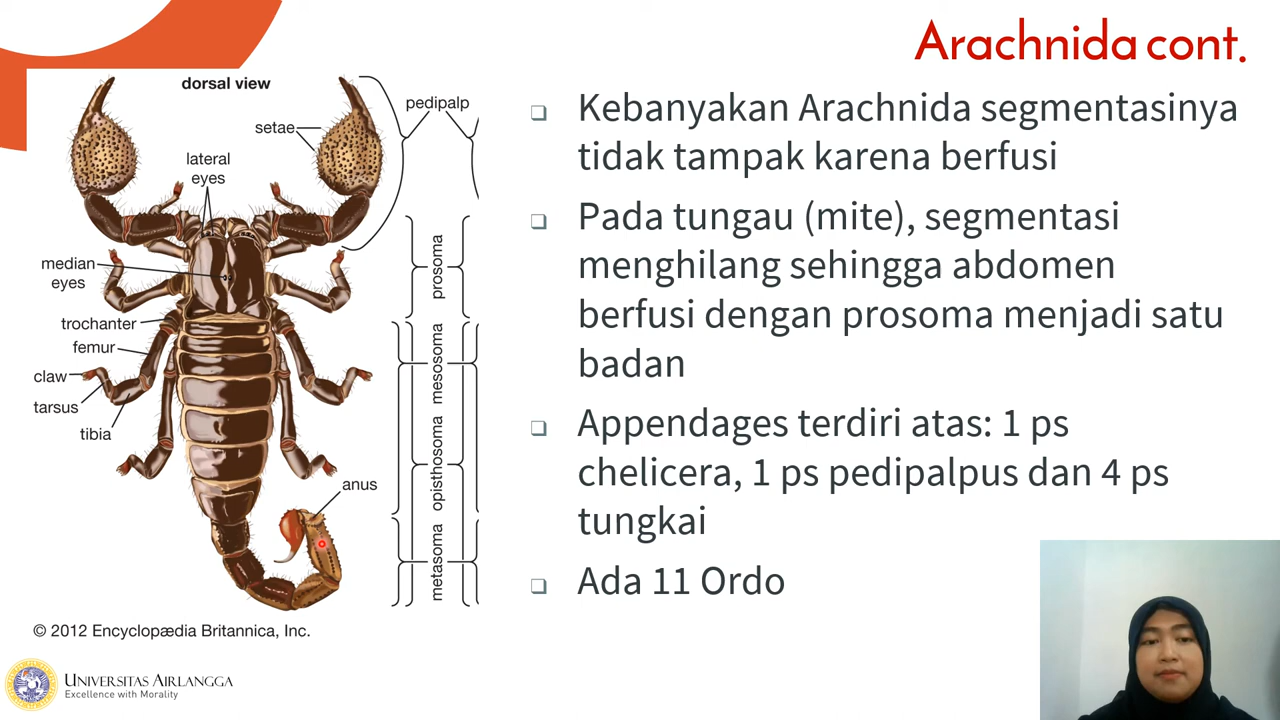 Arachnida cont.
dorsal view
pedipalp
setae
lateral
eyes
median
eyes
trochanter
femur
claw
tarsus
tibia
anus
prosoma
mesosoma
opisthosoma
metasoma
© 2012 Encyclopædia Britannica, Inc.
❑ Kebanyakan Arachnida segmentasinya
tidak tampak karena berfusi
❑ Pada tungau (mite), segmentasi
menghilang sehingga abdomen
berfusi dengan prosoma menjadi satu
badan
❑ Appendages terdiri atas: 1 ps
chelicera, 1 ps pedipalpus dan 4 ps
tungkai
❑ Ada 11 Ordo
UNIVERSITAS AIRLANGGA
Excellence with Morality